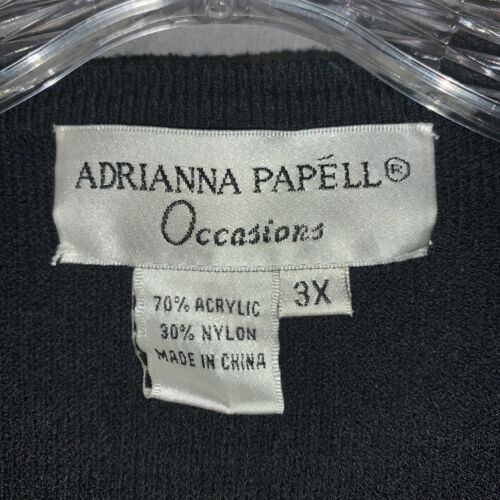 ADRIANNA PAPÉLL®
Occasions
3X
70% ACRYLIC
30% NYLON
MADE IN CHINA